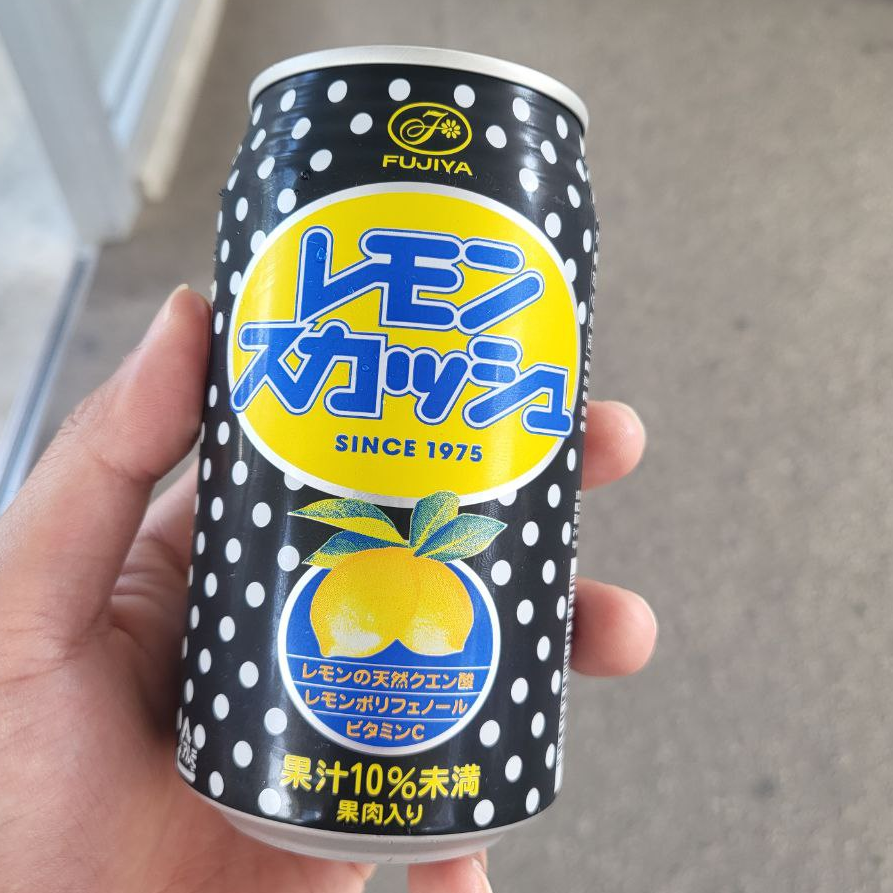 FUJIYA
レモン
スカッシュ
SINCE 1975
レモンの天然クエン酸
レモンポリフェノール
ビタミンC
果汁10%未満
果肉入り